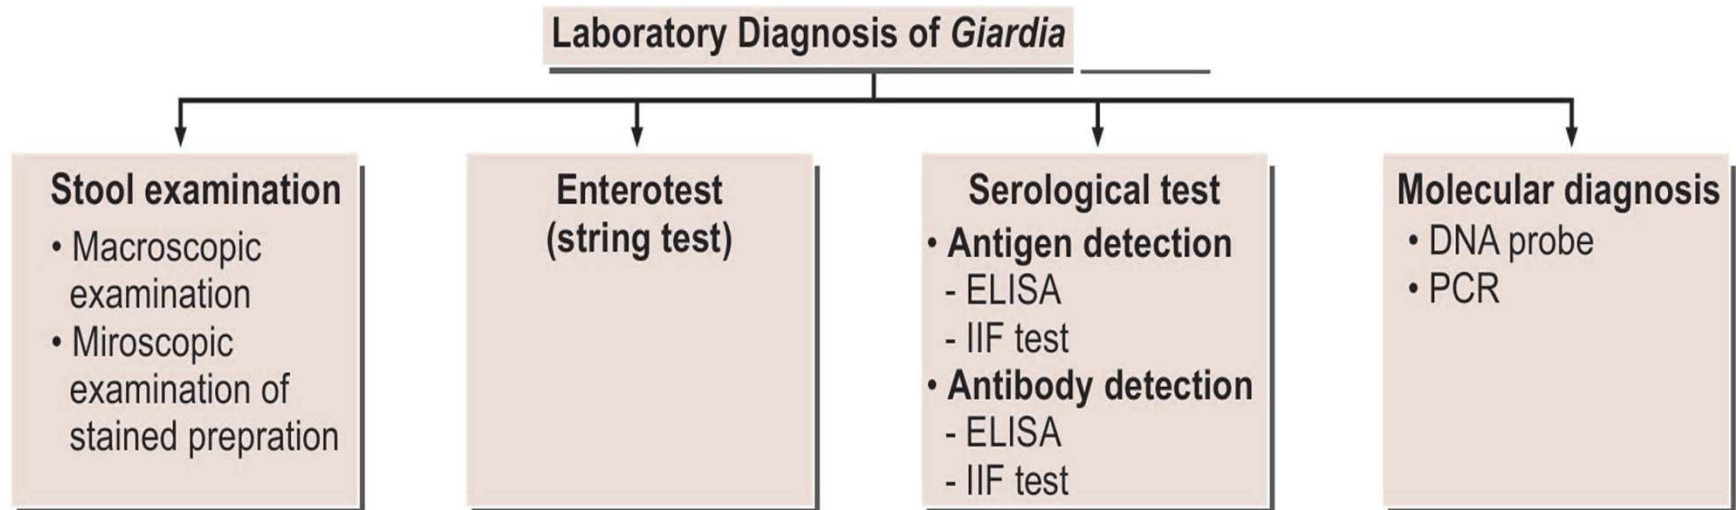 Laboratory Diagnosis of Giardia
Stool examination
• Macroscopic
examination
• Miroscopic
examination of
stained prepration
Enterotest
(string test)
Serological test
• Antigen detection
- ELISA
- IIF test
• Antibody detection
- ELISA
- IIF test
Molecular diagnosis
• DNA probe
• PCR